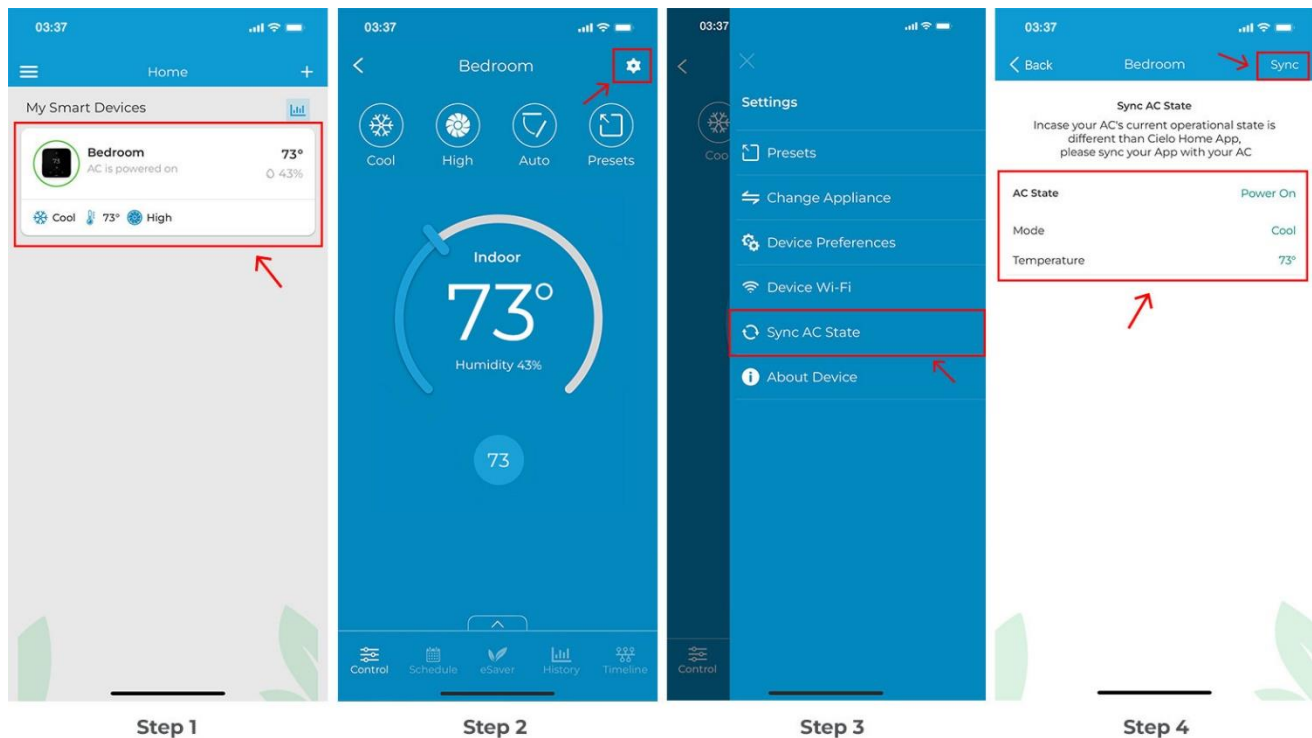 03:37
Home
My Smart Devices
73
Bedroom
73°
AC is powered on
43%
Cool 73° High
Step 1
03:37
Bedroom
Cool High Auto Presets
Indoor
73°
Humidity 43%
73
Control Schedule eSaver History Timeline
Step 2
03:37
Coo
Control
Settings
Presets
Change Appliance
Device Preferences
Device Wi-Fi
Sync AC State
About Device
Step 3
03:37
Back Bedroom Sync
Sync AC State
Incase your AC's current operational state is
different than Cielo Home App,
please sync your App with your AC
AC State Power On
Mode Cool
Temperature 73°
Step 4